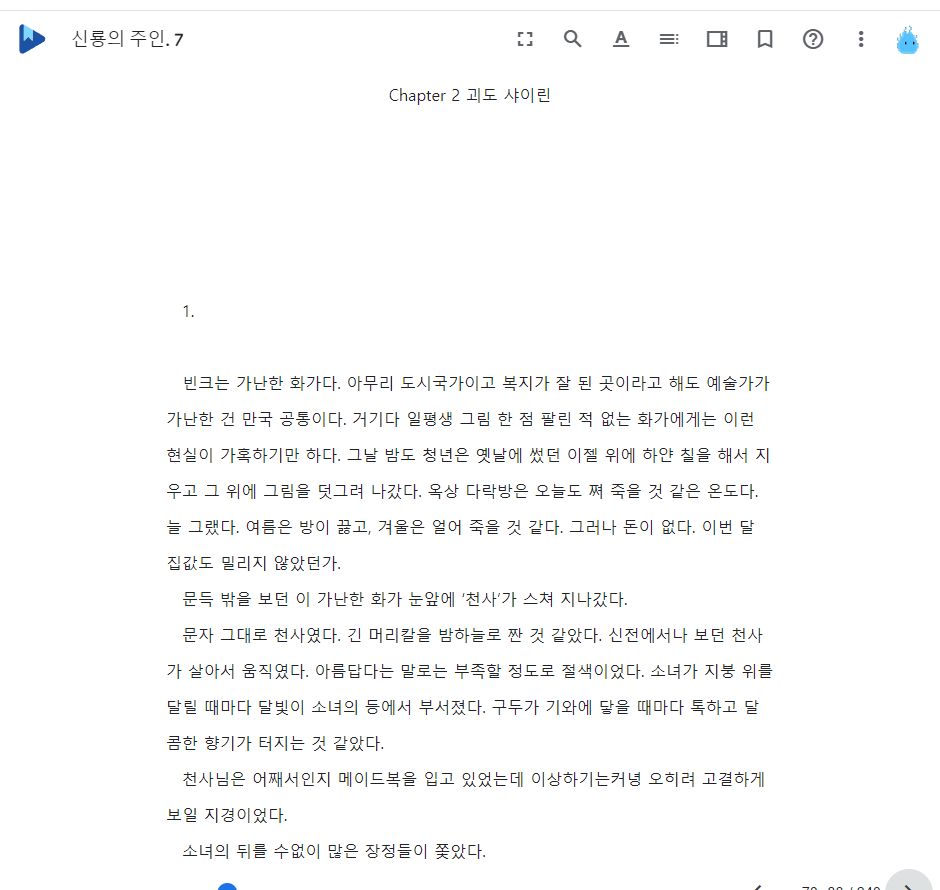 신룡의 주인. 7
Chapter 2 괴도 샤이린
1.
빈크는 가난한 화가다. 아무리 도시국가이고 복지가 잘 된 곳이라고 해도 예술가가
가난한 건 만국 공통이다. 거기다 일평생 그림 한 점 팔린 적 없는 화가에게는 이런
현실이 가혹하기만 하다. 그날 밤도 청년은 옛날에 썼던 이젤 위에 하얀 칠을 해서 지
우고 그 위에 그림을 덧그려 나갔다. 옥상 다락방은 오늘도 쪄 죽을 것 같은 온도다.
늘 그랬다. 여름은 방이 끓고, 겨울은 얼어 죽을 것 같다. 그러나 돈이 없다. 이번 달
집값도 밀리지 않았던가.
문득 밖을 보던 이 가난한 화가 눈앞에 '천사'가 스쳐 지나갔다.
문자 그대로 천사였다. 긴 머리칼을 밤하늘로 짠 것 같았다. 신전에서나 보던 천사
가 살아서 움직였다. 아름답다는 말로는 부족할 정도로 절색이었다. 소녀가 지붕 위를
달릴 때마다 달빛이 소녀의 등에서 부서졌다. 구두가 기와에 닿을 때마다 톡하고 달
콤한 향기가 터지는 것 같았다.
천사님은 어째서인지 메이드복을 입고 있었는데 이상하기는커녕 오히려 고결하게
보일 지경이었다.
소녀의 뒤를 수없이 많은 장정들이 쫓았다.